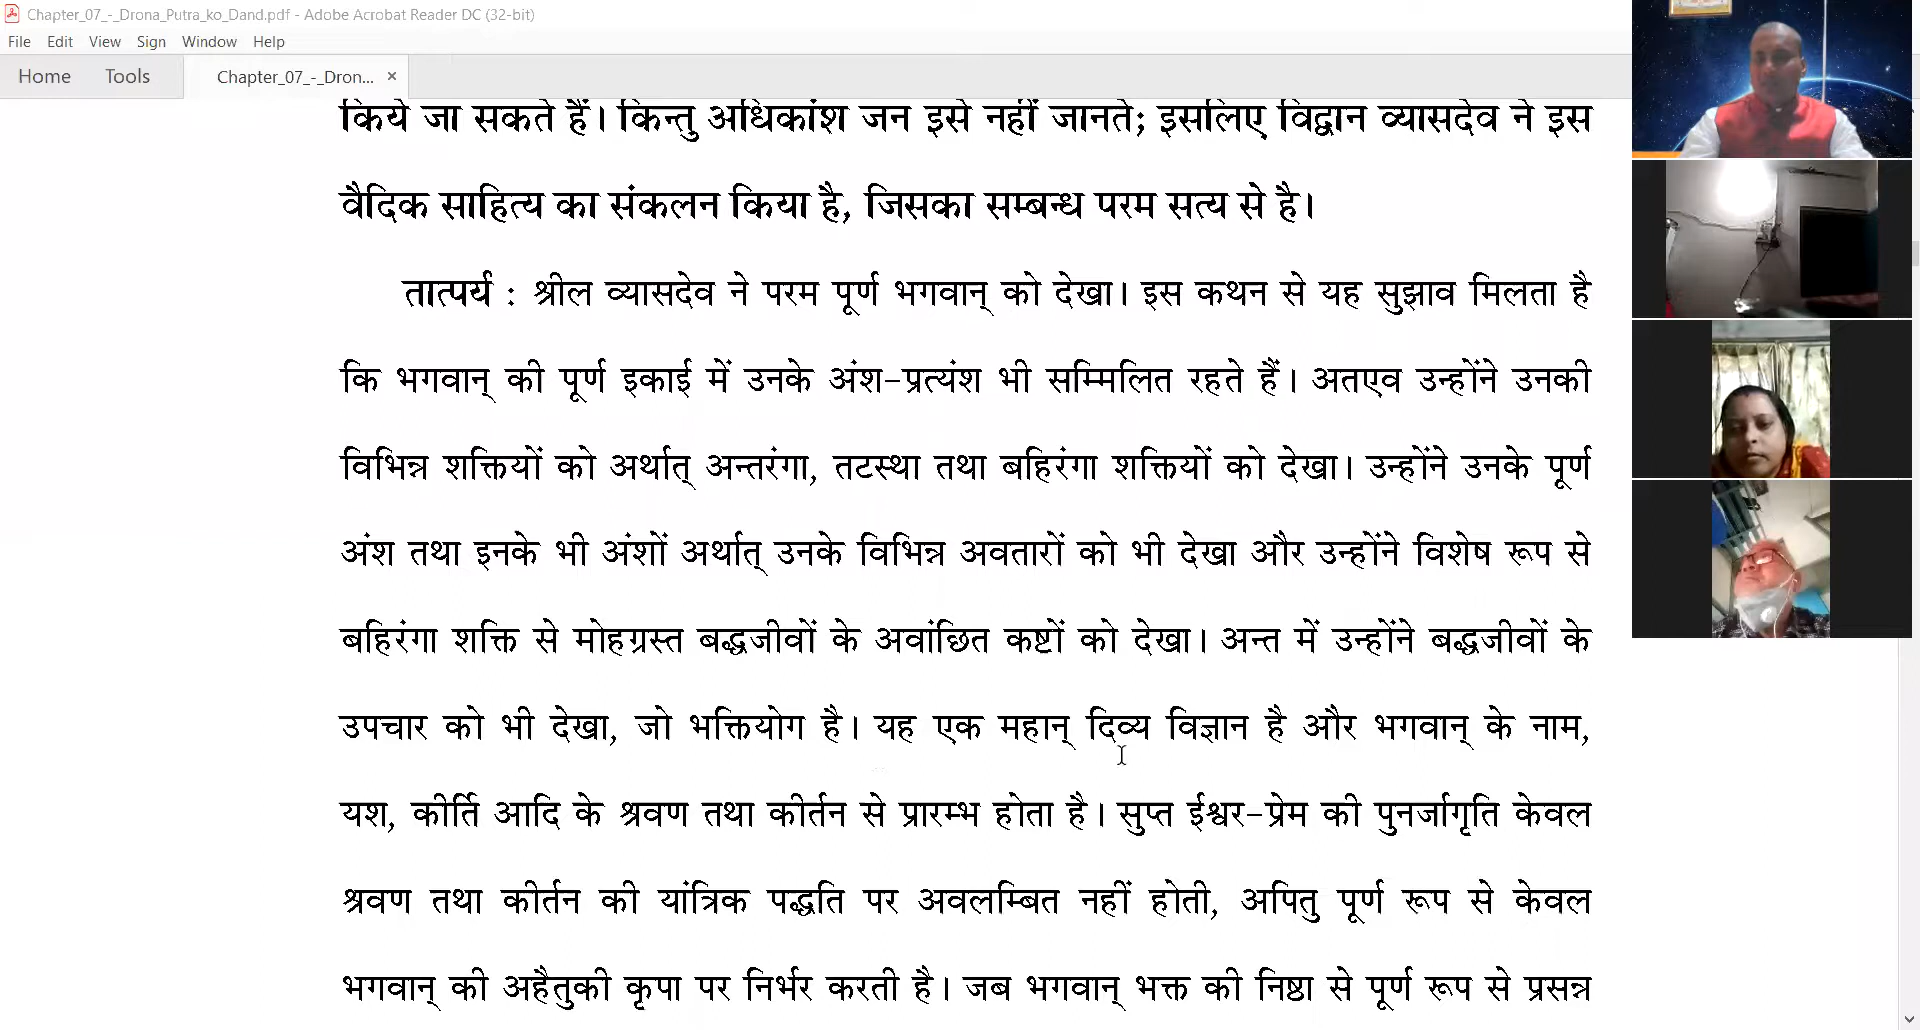 Chapter_07_-_Drona_Putra_ko_Dand.pdf - Adobe Acrobat Reader DC (32-bit)
File Edit View Sign Window Help
Home Tools Chapter_07_-_Dron... ×
किये जा सकते हैं। किन्तु अधिकांश जन इसे नहीं जानते; इसलिए विद्वान व्यासदेव ने इस
वैदिक साहित्य का संकलन किया है, जिसका सम्बन्ध परम सत्य से है।
तात्पर्य : श्रील व्यासदेव ने परम पूर्ण भगवान् को देखा। इस कथन से यह सुझाव मिलता है
कि भगवान् की पूर्ण इकाई में उनके अंश-प्रत्यंश भी सम्मिलित रहते हैं। अतएव उन्होंने उनकी
विभिन्न शक्तियों को अर्थात् अन्तरंगा, तटस्था तथा बहिरंगा शक्तियों को देखा। उन्होंने उनके पूर्ण
अंश तथा इनके भी अंशों अर्थात् उनके विभिन्न अवतारों को भी देखा और उन्होंने विशेष रूप से
बहिरंगा शक्ति से मोहग्रस्त बद्धजीवों के अवांछित कष्टों को देखा। अन्त में उन्होंने बद्धजीवों के
उपचार को भी देखा, जो भक्तियोग है। यह एक महान् दिव्य विज्ञान है और भगवान् के नाम,
यश, कीर्ति आदि के श्रवण तथा कीर्तन से प्रारम्भ होता है। सुप्त ईश्वर-प्रेम की पुनर्जागृति केवल
श्रवण तथा कीर्तन की यांत्रिक पद्धति पर अवलम्बित नहीं होती, अपितु पूर्ण रूप से केवल
भगवान् की अहैतुकी कृपा पर निर्भर करती है। जब भगवान् भक्त की निष्ठा से पूर्ण रूप से प्रसन्न